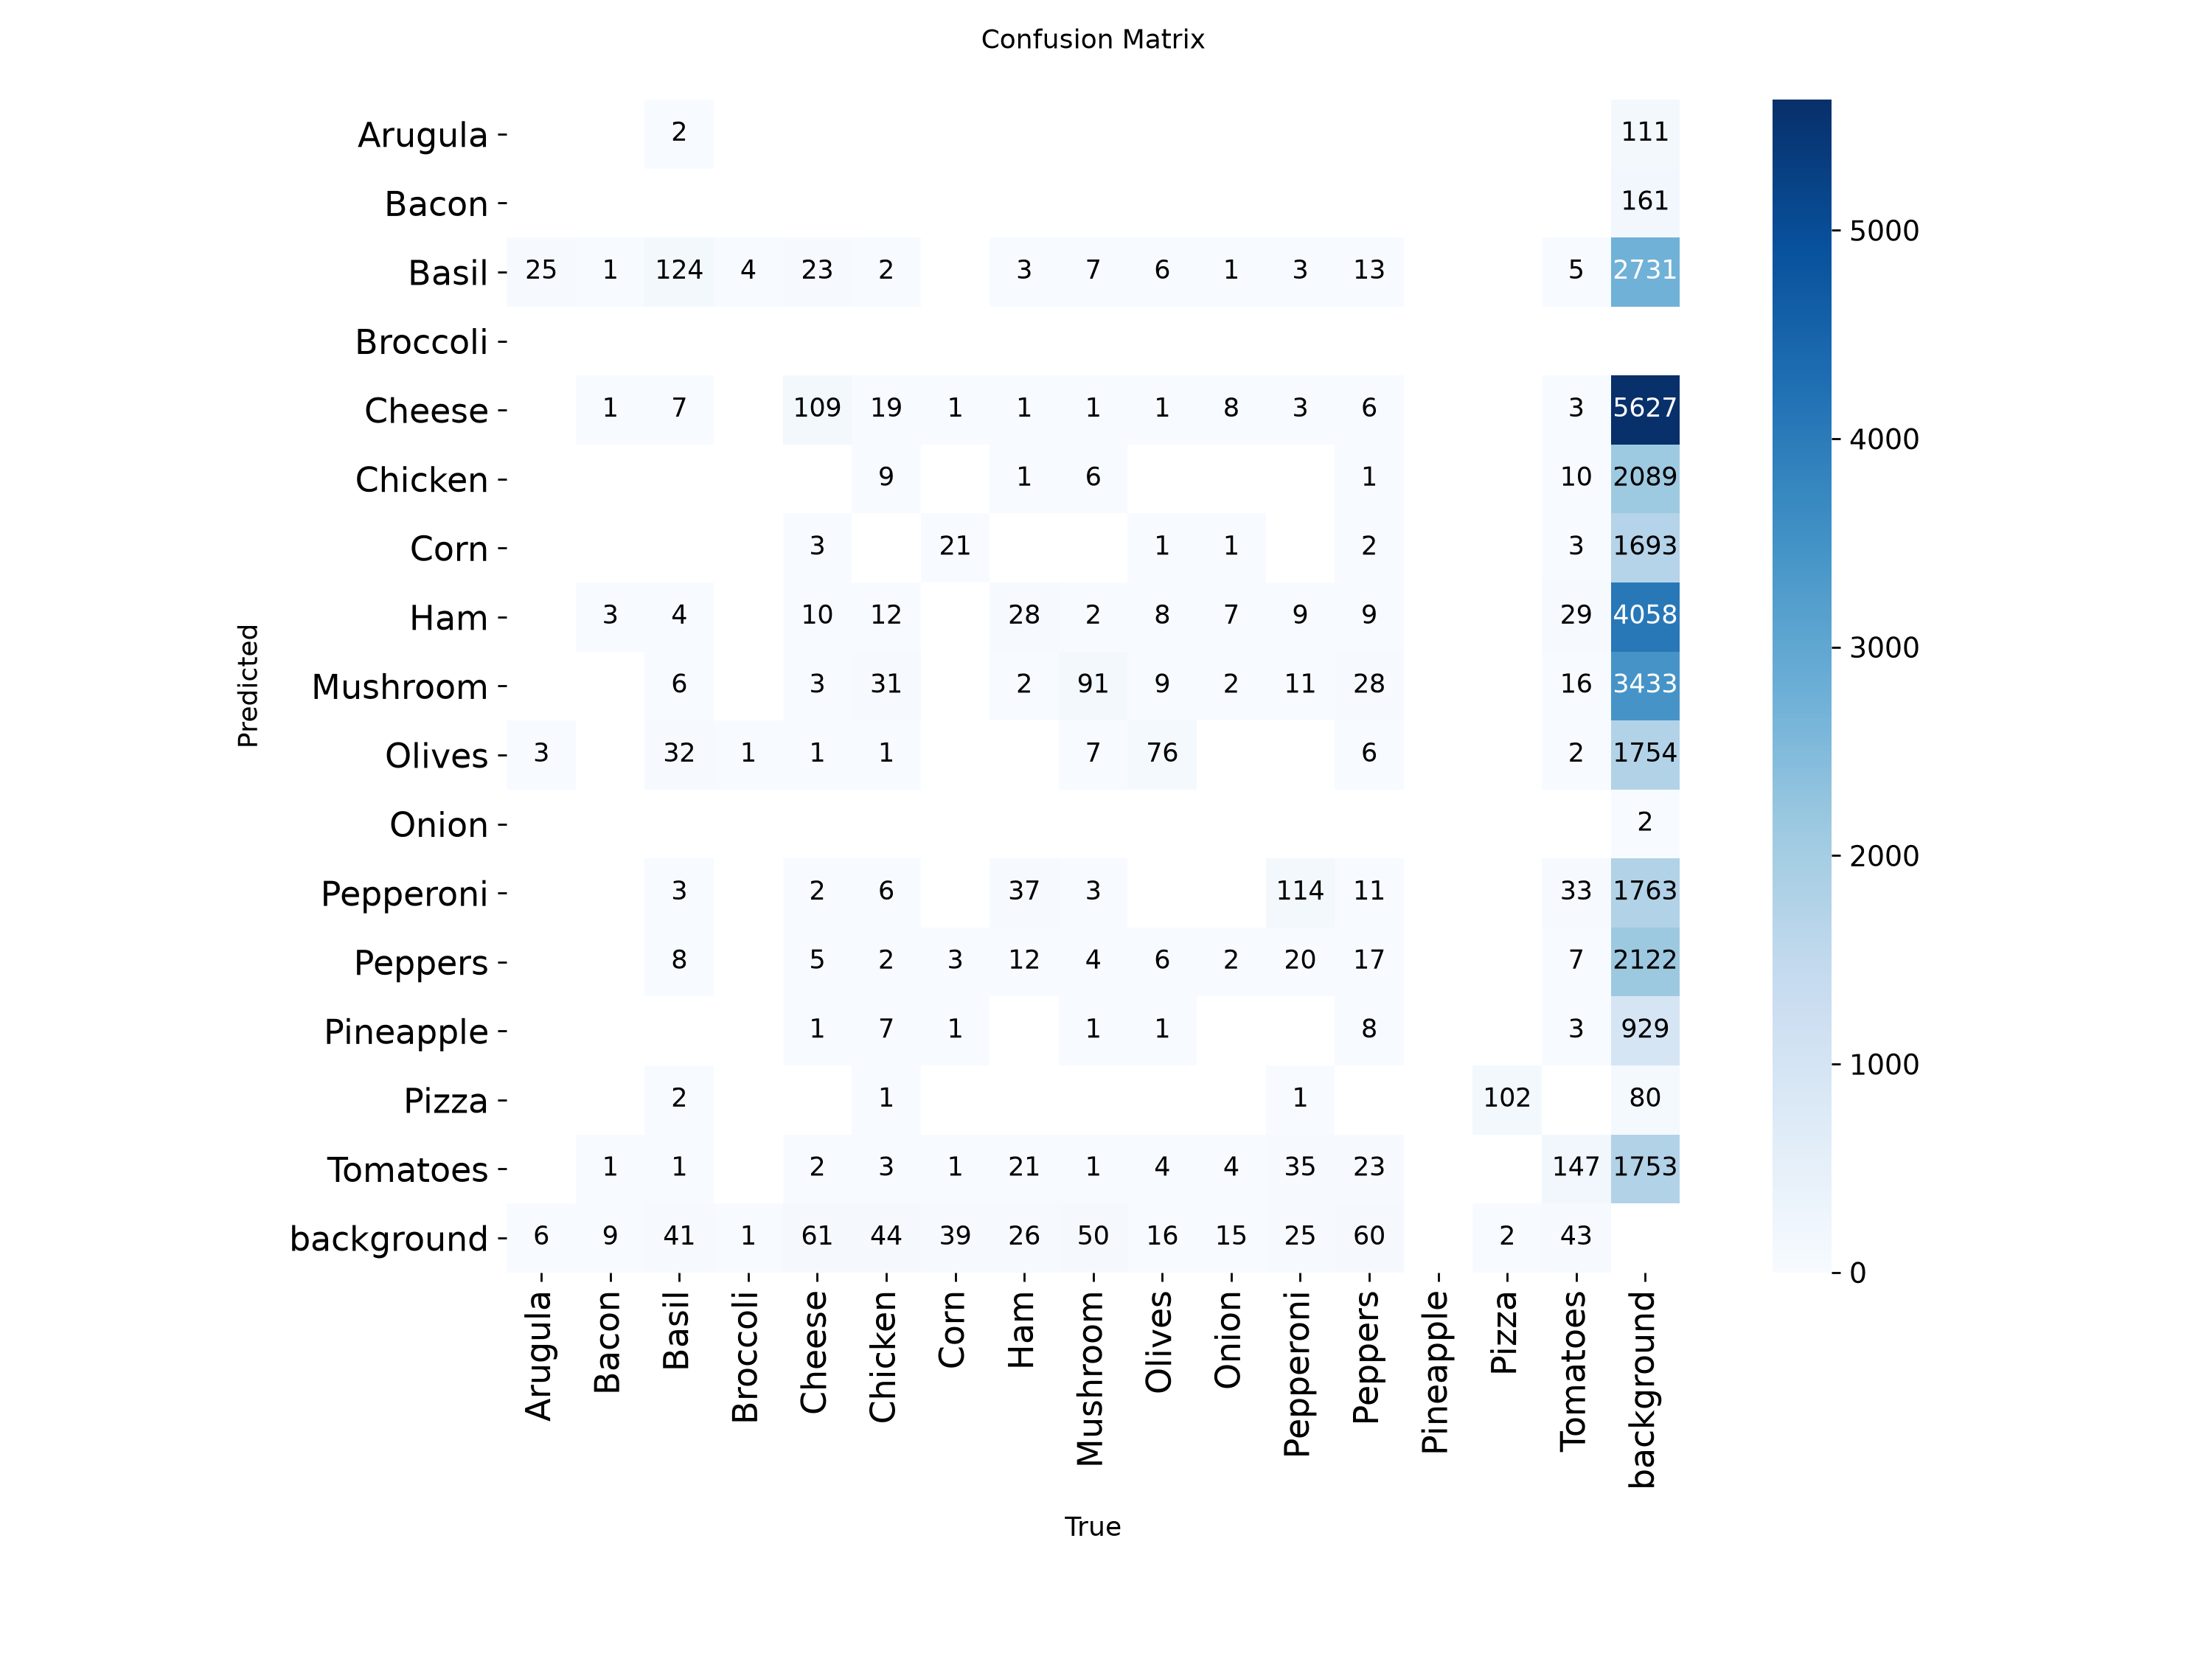 Confusion Matrix
Arugula 2 111
Bacon 161
Basil 25 1 124 4 23 2 3 7 6 1 3 13 5 2731
Broccoli
Cheese 1 7 109 19 1 1 1 1 8 3 6 3 5627
Chicken 9 1 6 1 10 2089
Corn 3 21 1 1 2 3 1693
Ham 3 4 10 12 28 2 8 7 9 9 29 4058
Mushroom 6 3 31 2 91 9 2 11 28 16 3433
Olives 3 32 1 1 1 7 76 6 2 1754
Onion 2
Pepperoni 3 2 6 37 3 114 11 33 1763
Peppers 8 5 2 3 12 4 6 2 20 17 7 2122
Pineapple 1 7 1 1 1 8 3 929
Pizza 2 1 1 102 80
Tomatoes 1 1 2 3 1 21 1 4 4 35 23 147 1753
background 6 9 41 1 61 44 39 26 50 16 15 25 60 2 43
Predicted
Arugula Bacon Basil Broccoli Cheese Chicken Corn Ham Mushroom Olives Onion Pepperoni Peppers Pineapple Pizza Tomatoes background
True
5000
4000
3000
2000
1000
0